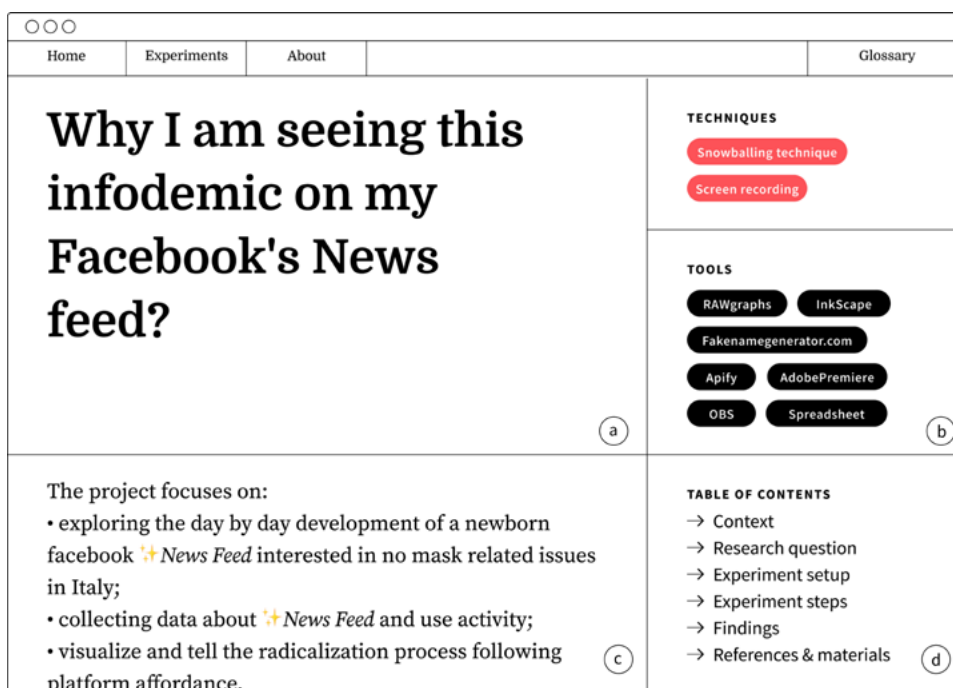 Home Experiments About Glossary
Why I am seeing this
infodemic on my
Facebook's News
feed?
a
TECHNIQUES
Snowballing technique
Screen recording
TOOLS
RAWgraphs InkScape
Fakenamegenerator.com
Apify AdobePremiere
OBS Spreadsheet
b
The project focuses on:
• exploring the day by day development of a newborn
facebook ✨News Feed interested in no mask related issues
in Italy;
• collecting data about ✨News Feed and use activity;
• visualize and tell the radicalization process following
platform affordance.
c
TABLE OF CONTENTS
→ Context
→ Research question
→ Experiment setup
→ Experiment steps
→ Findings
→ References & materials
d